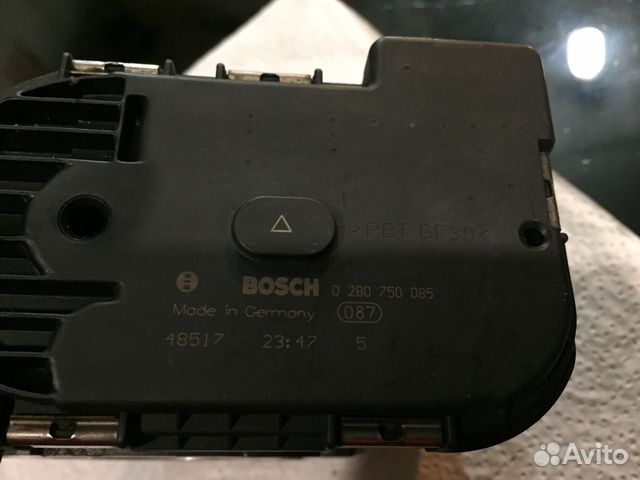 >PBT GF30<
BOSCH 0 280 750 085
Made in Germany 087
48517 23:47 5
Avito